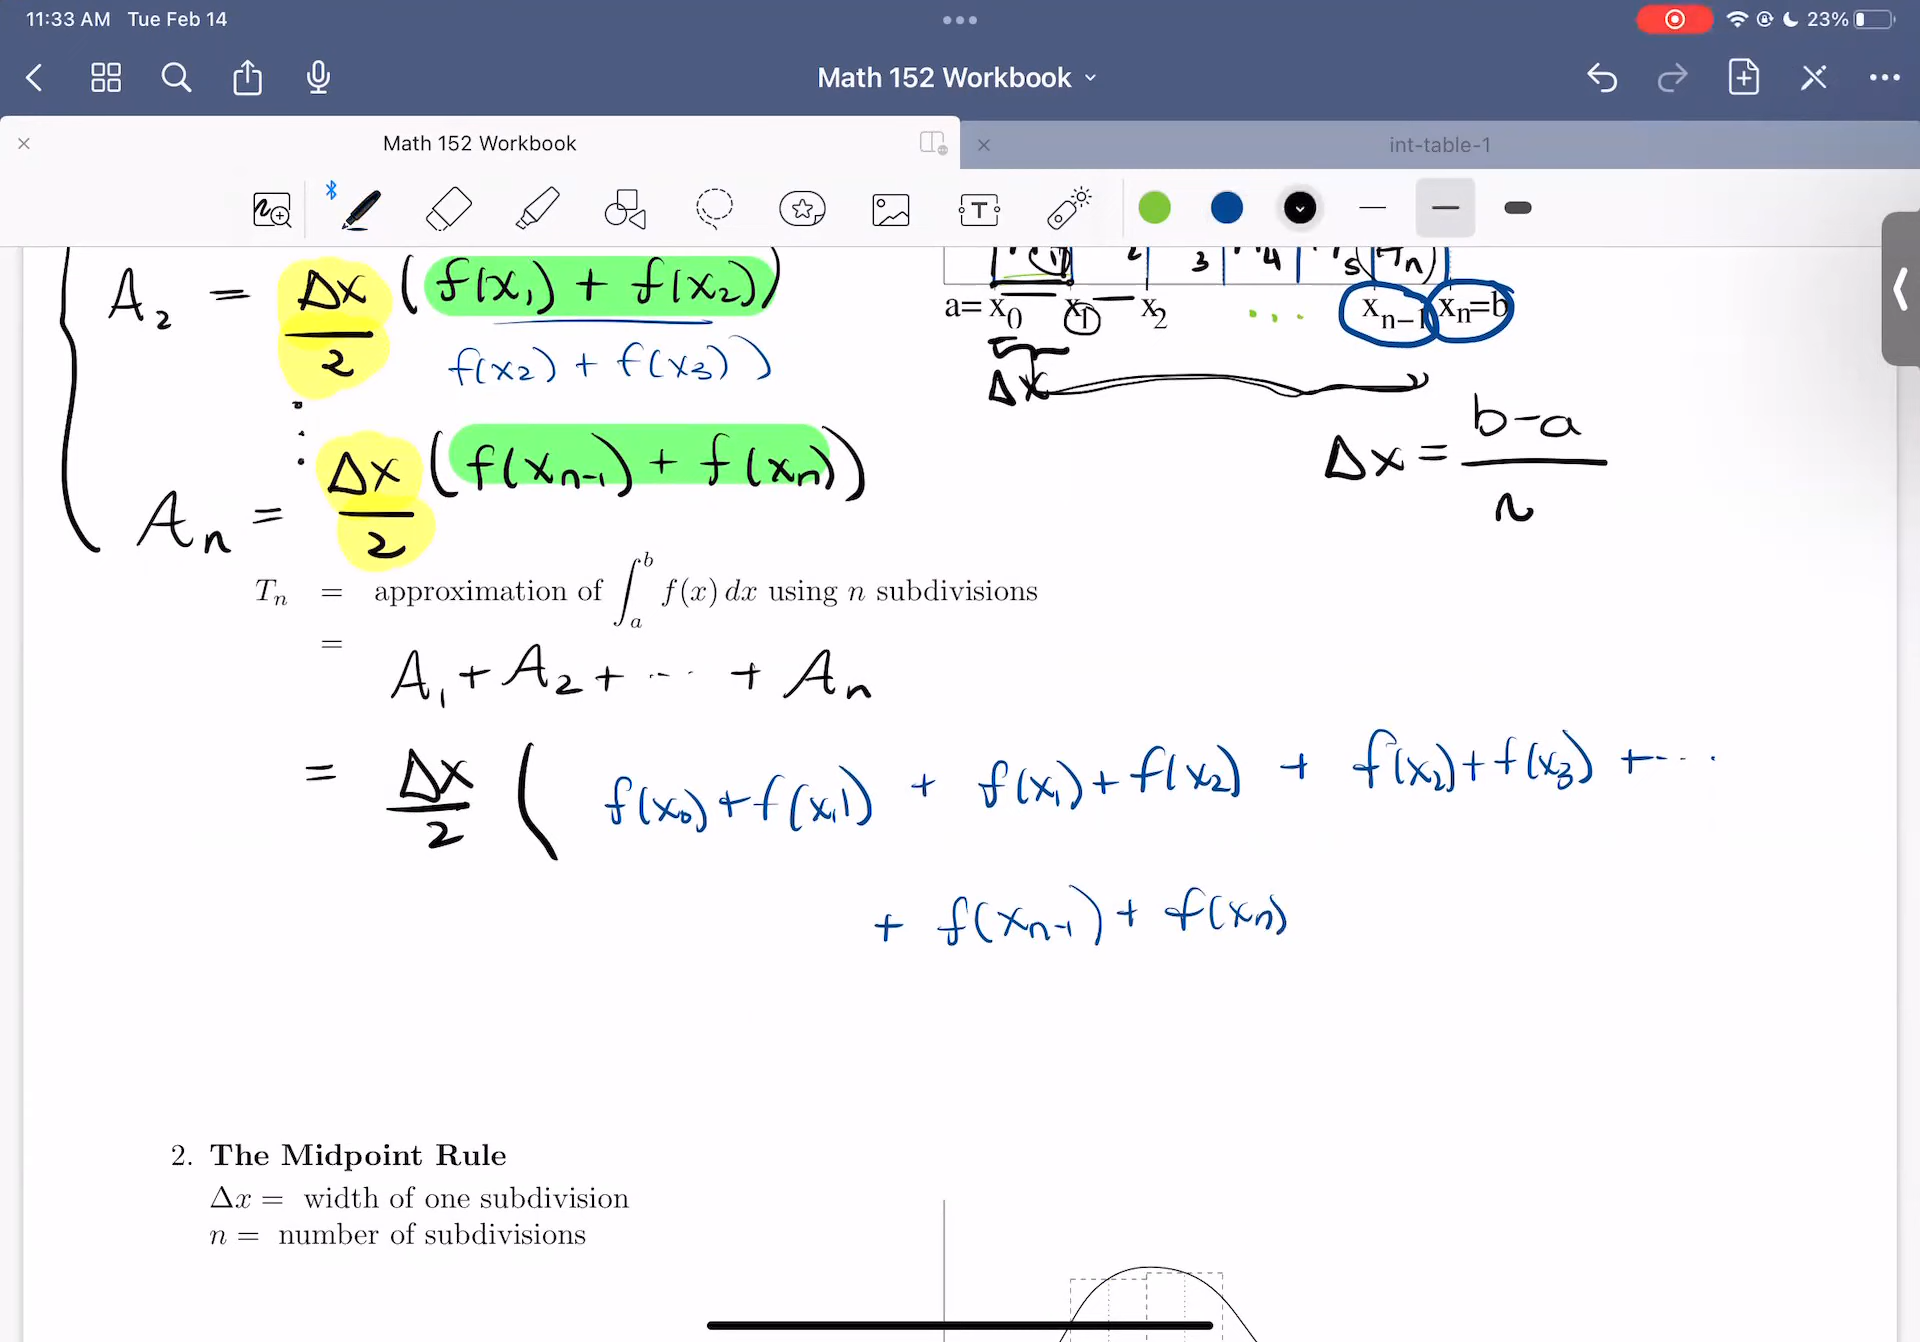 11:33 AM Tue Feb 14
23%
Math 152 Workbook
Math 152 Workbook
int-table-1
A₂ = Δx/2 (f(x₁) + f(x₂))
f(x₂) + f(x₃))
⋮
Aₙ = Δx/2 (f(xₙ₋₁) + f(xₙ))
2 3 4 5 Tₙ
a= x₀ x₁ x₂ ... xₙ₋₁ xₙ=b
Δx
Δx = b-a/n
Tₙ = approximation of ∫ₐᵇ f(x) dx using n subdivisions
=
A₁ + A₂ + ... + Aₙ
= Δx/2 ( f(x₀)+f(x₁) + f(x₁)+f(x₂) + f(x₂)+f(x₃) +...
+ f(xₙ₋₁) + f(xₙ)
2. The Midpoint Rule
Δx = width of one subdivision
n = number of subdivisions